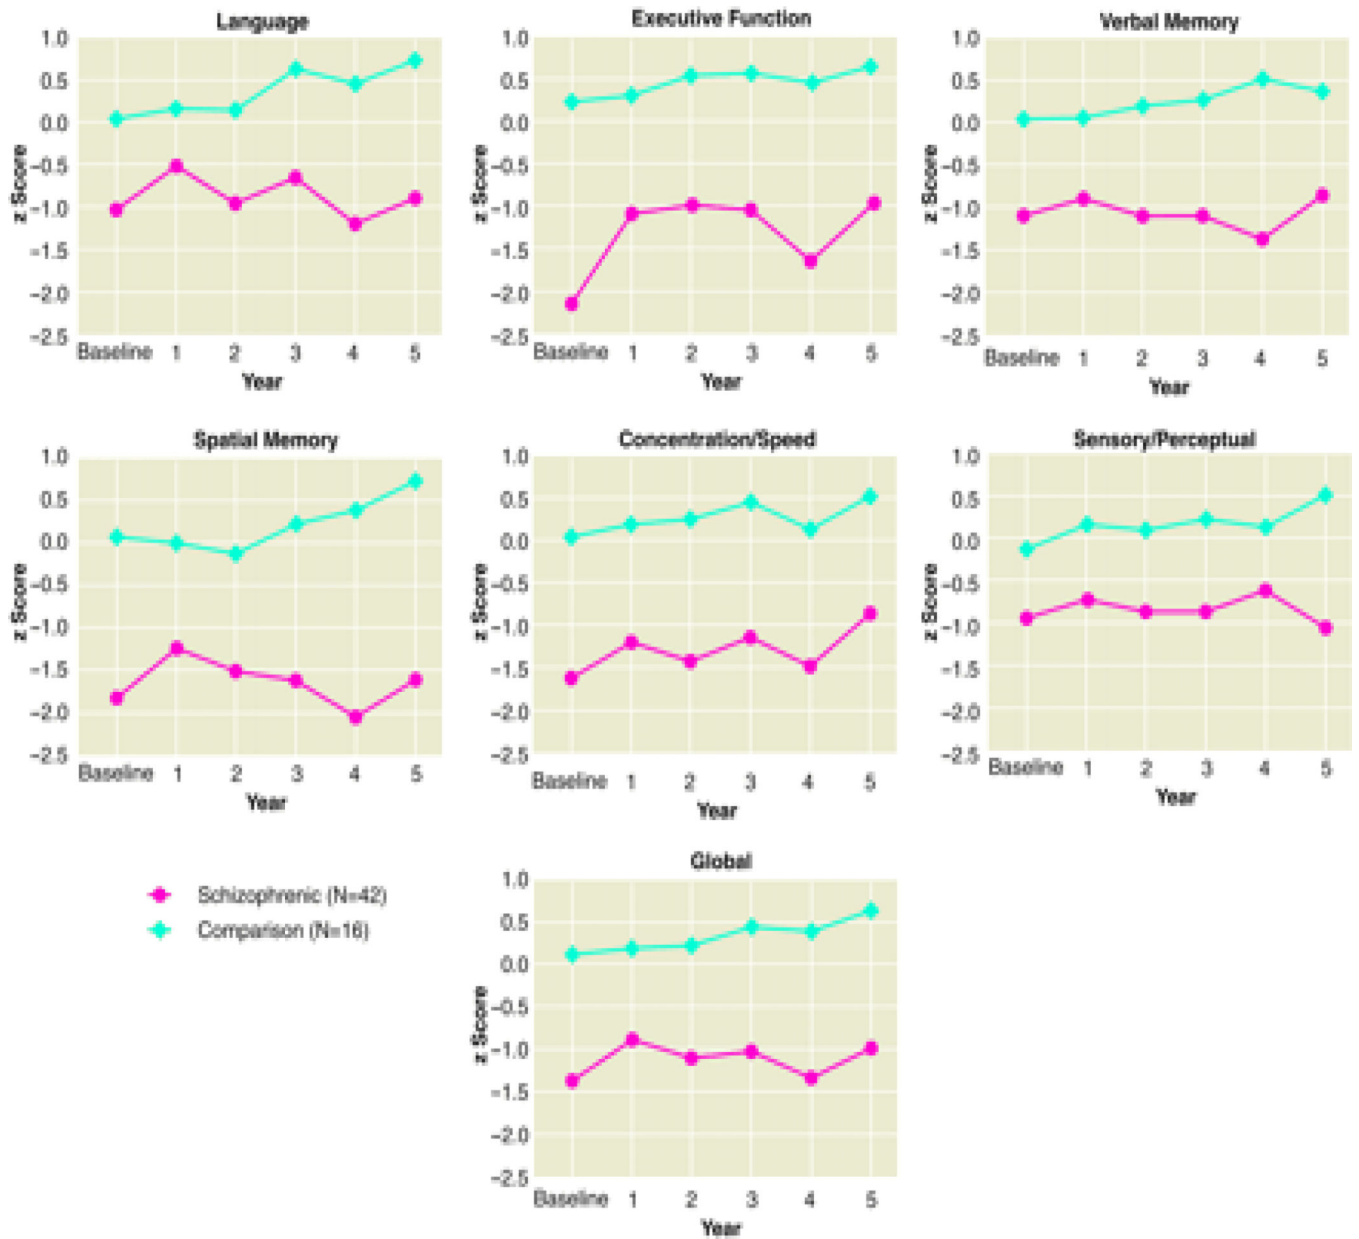 Language
1.0
0.5
0.0
−0.5
−1.0
−1.5
−2.0
−2.5
z Score
Baseline 1 2 3 4 5
Year
Executive Function
1.0
0.5
0.0
−0.5
−1.0
−1.5
−2.0
−2.5
z Score
Baseline 1 2 3 4 5
Year
Verbal Memory
1.0
0.5
0.0
−0.5
−1.0
−1.5
−2.0
−2.5
z Score
Baseline 1 2 3 4 5
Year
Spatial Memory
1.0
0.5
0.0
−0.5
−1.0
−1.5
−2.0
−2.5
z Score
Baseline 1 2 3 4 5
Year
Concentration/Speed
1.0
0.5
0.0
−0.5
−1.0
−1.5
−2.0
−2.5
z Score
Baseline 1 2 3 4 5
Year
Sensory/Perceptual
1.0
0.5
0.0
−0.5
−1.0
−1.5
−2.0
−2.5
z Score
Baseline 1 2 3 4 5
Year
Schizophrenic (N=42)
Comparison (N=16)
Global
1.0
0.5
0.0
−0.5
−1.0
−1.5
−2.0
−2.5
z Score
Baseline 1 2 3 4 5
Year